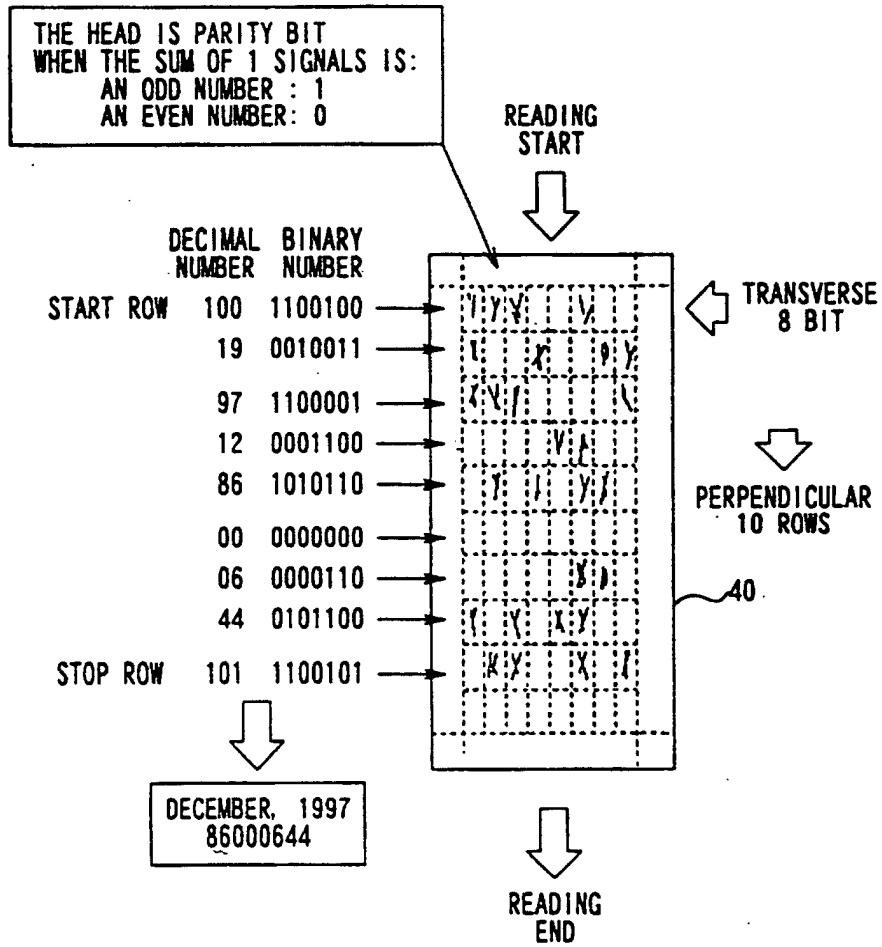 THE HEAD IS PARITY BIT
WHEN THE SUM OF 1 SIGNALS IS:
AN ODD NUMBER : 1
AN EVEN NUMBER: 0
READING
START
DECIMAL BINARY
NUMBER NUMBER
START ROW 100 1100100
TRANSVERSE
8 BIT
19 0010011
97 1100001
12 0001100
86 1010110
PERPENDICULAR
10 ROWS
00 0000000
06 0000110
40
44 0101100
STOP ROW 101 1100101
DECEMBER, 1997
86000644
READING
END